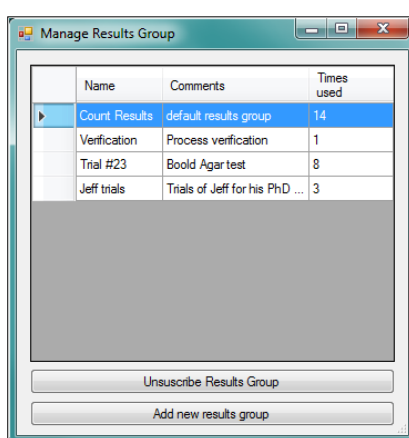 Manage Results Group
Name Comments Times used
Count Results default results group 14
Verification Process verification 1
Trial #23 Boold Agar test 8
Jeff trials Trials of Jeff for his PhD ... 3
Unsuscribe Results Group
Add new results group